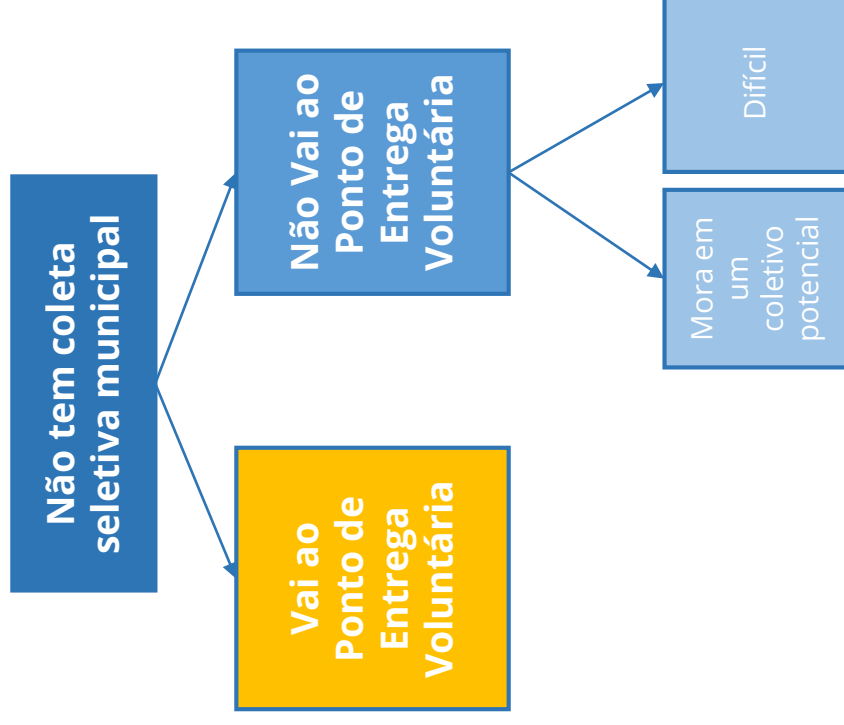 Não tem coleta
seletiva municipal
Vai ao
Ponto de
Entrega
Voluntária
Não Vai ao
Ponto de
Entrega
Voluntária
Mora em
um
coletivo
potencial
Difícil